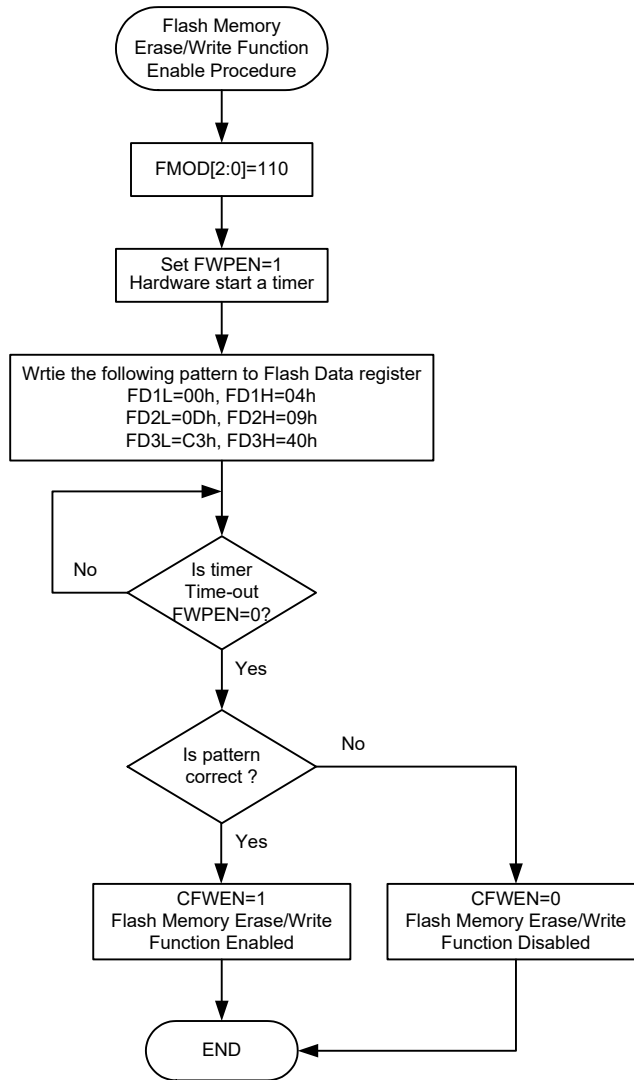 Flash Memory
Erase/Write Function
Enable Procedure
FMOD[2:0]=110
Set FWPEN=1
Hardware start a timer
Wrtie the following pattern to Flash Data register
FD1L=00h, FD1H=04h
FD2L=0Dh, FD2H=09h
FD3L=C3h, FD3H=40h
No
Is timer
Time-out
FWPEN=0?
Yes
Is pattern
correct ?
No
Yes
CFWEN=1
Flash Memory Erase/Write
Function Enabled
CFWEN=0
Flash Memory Erase/Write
Function Disabled
END